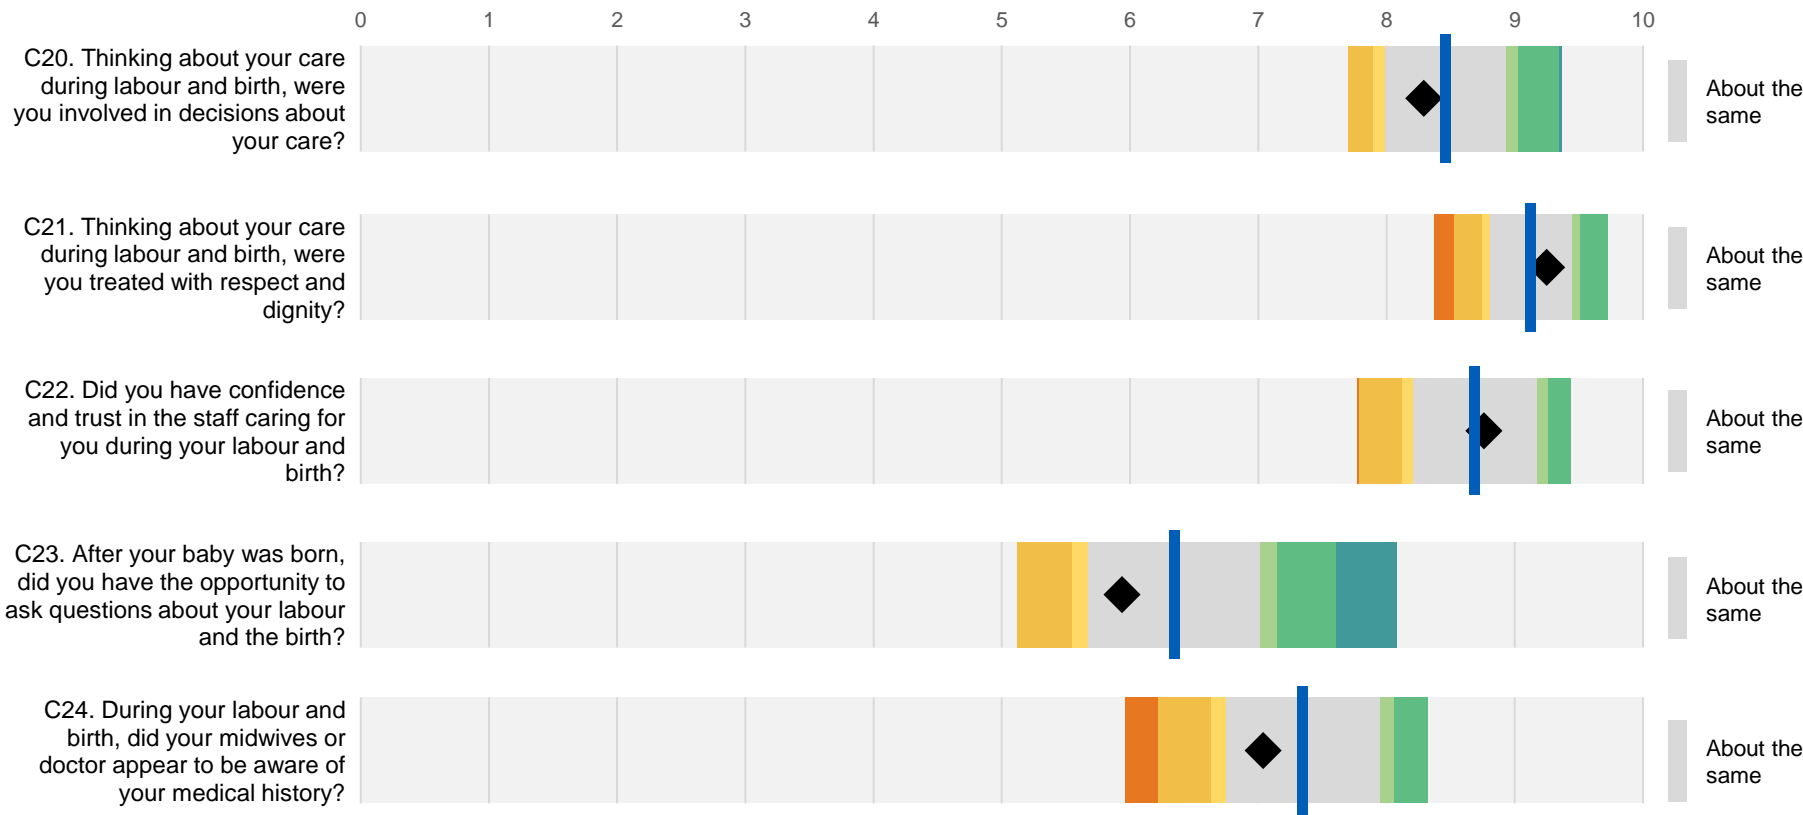 0 1 2 3 4 5 6 7 8 9 10
C20. Thinking about your care
during labour and birth, were
you involved in decisions about
your care?
About the
same
C21. Thinking about your care
during labour and birth, were
you treated with respect and
dignity?
About the
same
C22. Did you have confidence
and trust in the staff caring for
you during your labour and
birth?
About the
same
C23. After your baby was born,
did you have the opportunity to
ask questions about your labour
and the birth?
About the
same
C24. During your labour and
birth, did your midwives or
doctor appear to be aware of
your medical history?
About the
same